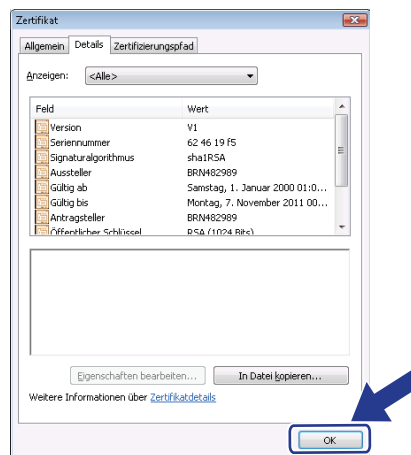 Zertifikat
Allgemein Details Zertifizierungspfad
Anzeigen: <Alle>
Feld Wert
Version V1
Seriennummer 62 46 19 f5
Signaturalgorithmus sha1RSA
Aussteller BRN482989
Gültig ab Samstag, 1. Januar 2000 01:0...
Gültig bis Montag, 7. November 2011 00...
Antragsteller BRN482989
Öffentlicher Schlüssel RSA (1024 Bits)
Eigenschaften bearbeiten... In Datei kopieren...
Weitere Informationen über Zertifikatdetails
OK